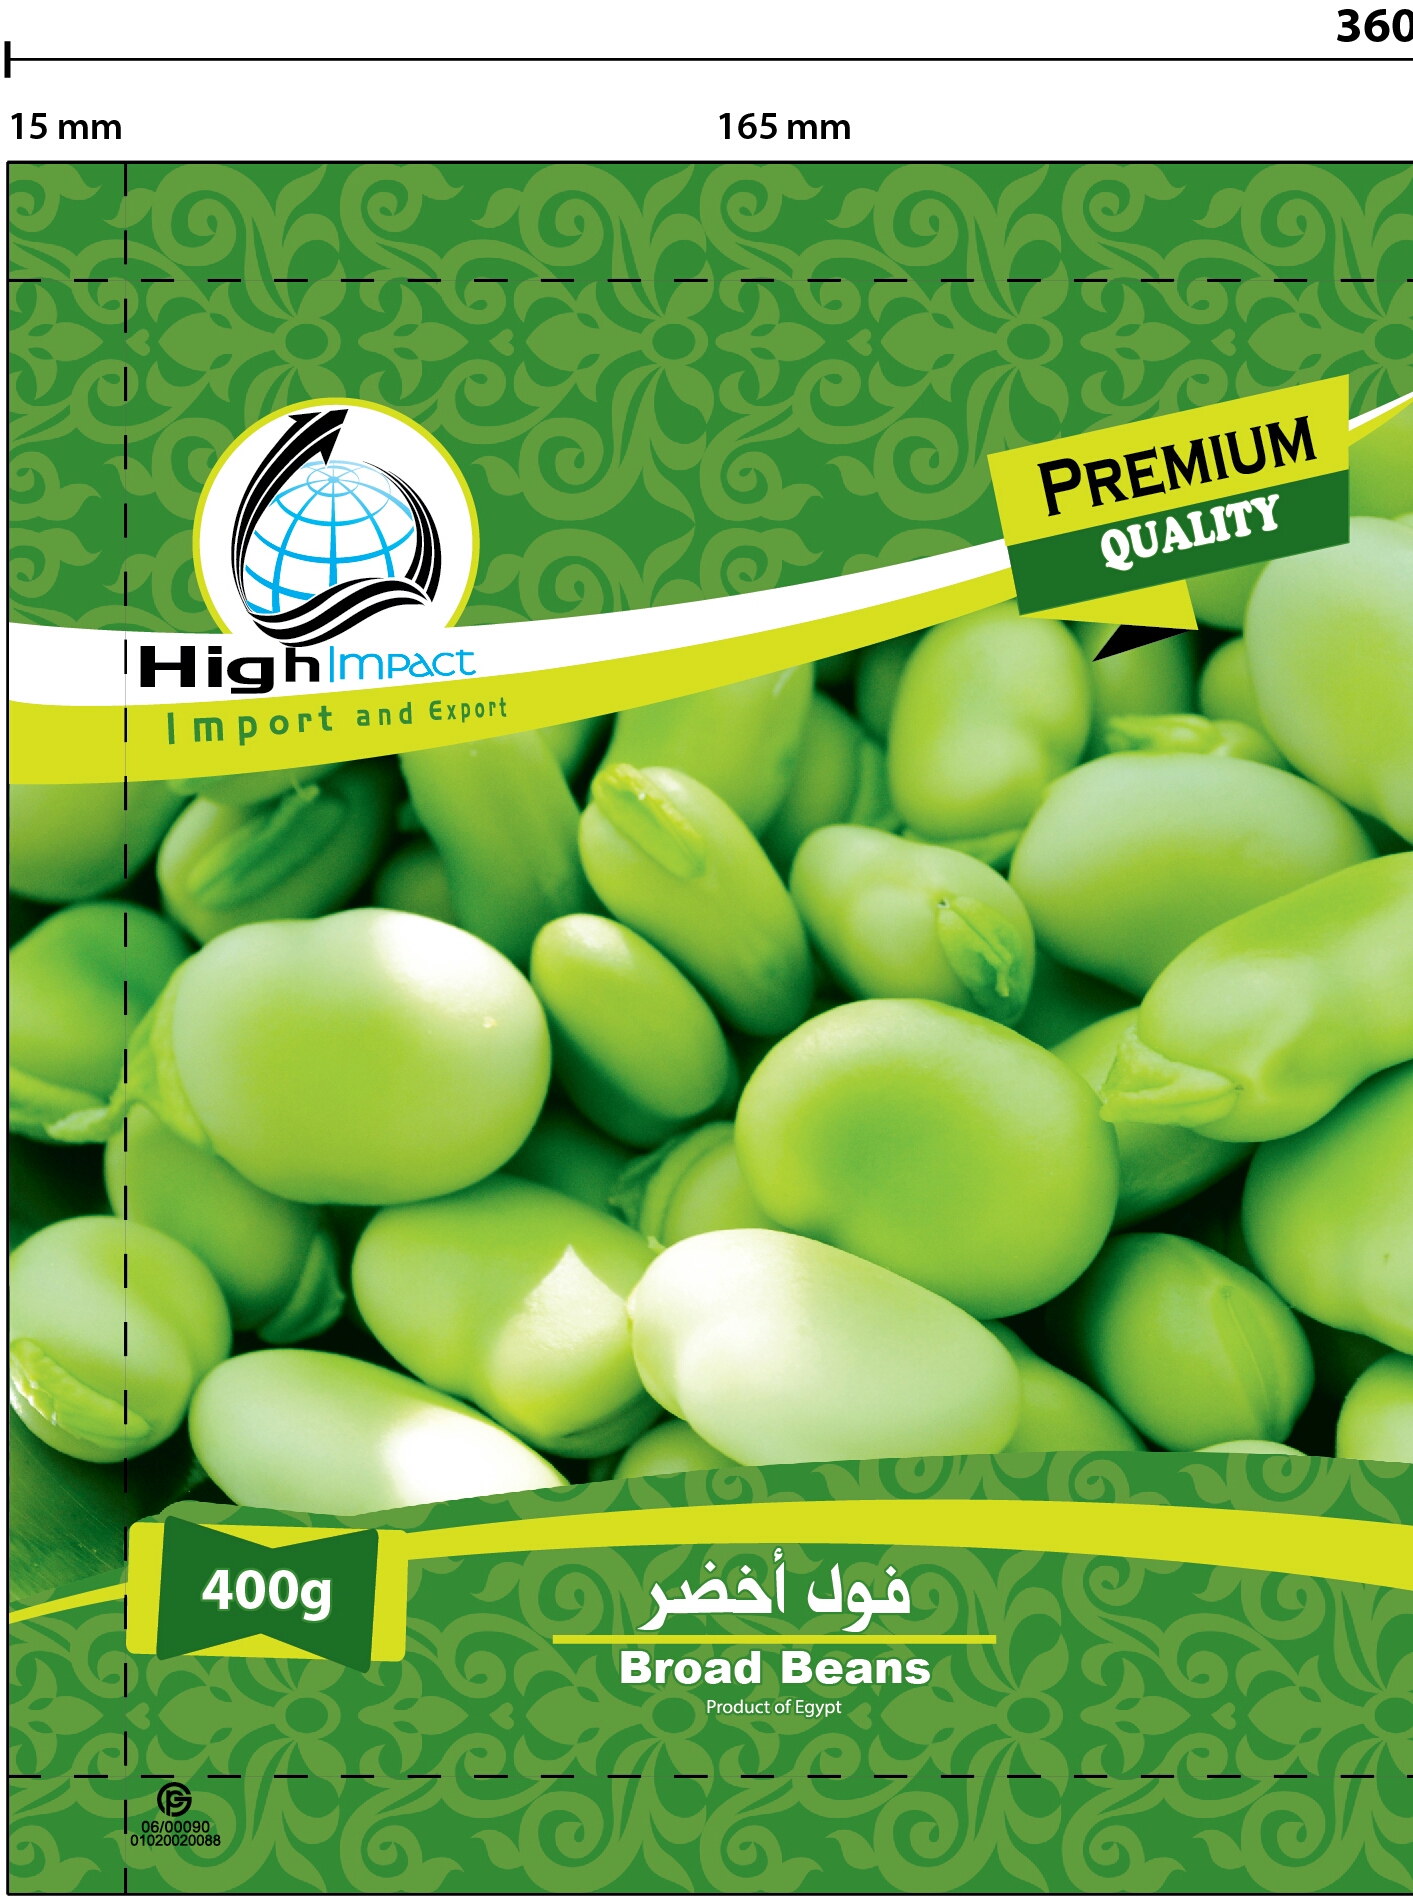 360
15 mm
165 mm
PREMIUM
QUALITY
High Impact
Import and Export
400g
فول أخضر
Broad Beans
Product of Egypt
06/00090
01020020088